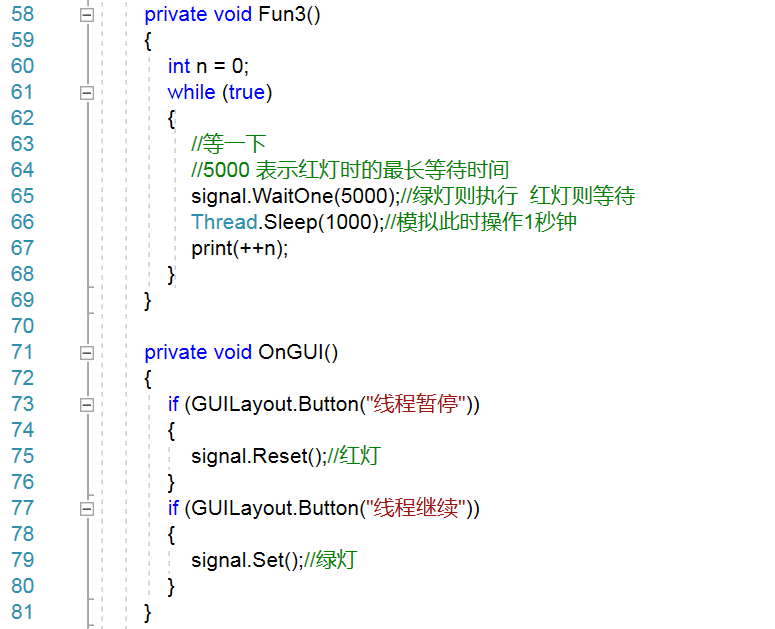 58 private void Fun3()
59 {
60 int n = 0;
61 while (true)
62 {
63 //等一下
64 //5000 表示红灯时的最长等待时间
65 signal.WaitOne(5000);//绿灯则执行  红灯则等待
66 Thread.Sleep(1000);//模拟此时操作1秒钟
67 print(++n);
68 }
69 }
70
71 private void OnGUI()
72 {
73 if (GUILayout.Button("线程暂停"))
74 {
75 signal.Reset();//红灯
76 }
77 if (GUILayout.Button("线程继续"))
78 {
79 signal.Set();//绿灯
80 }
81 }